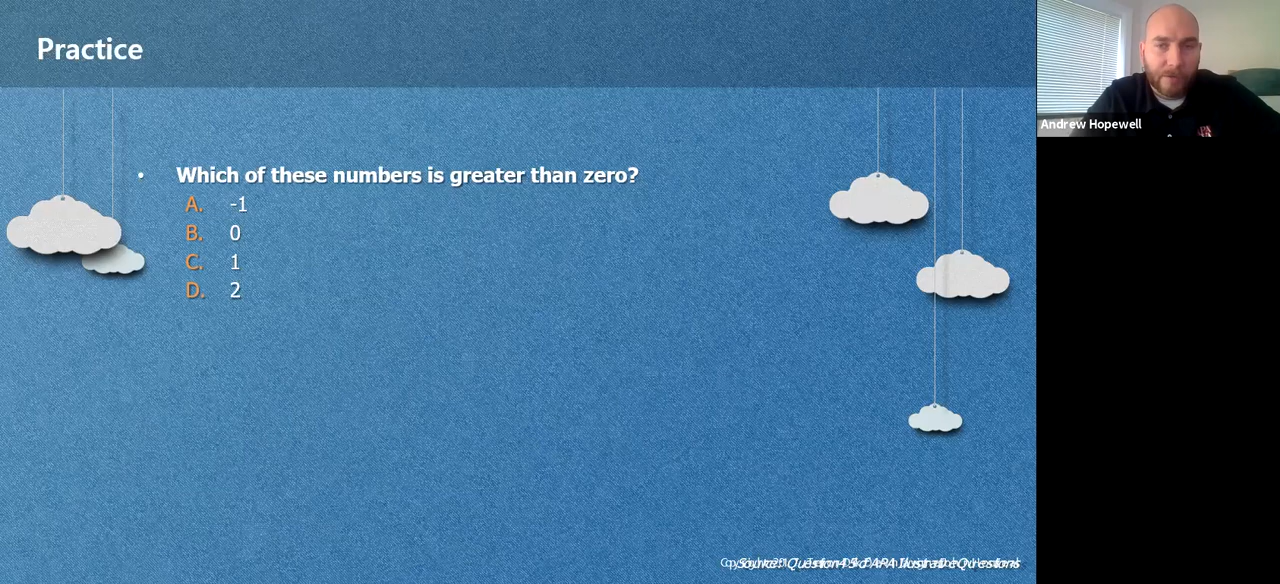 Practice
Andrew Hopewell
• Which of these numbers is greater than zero?
A. -1
B. 0
C. 1
D. 2